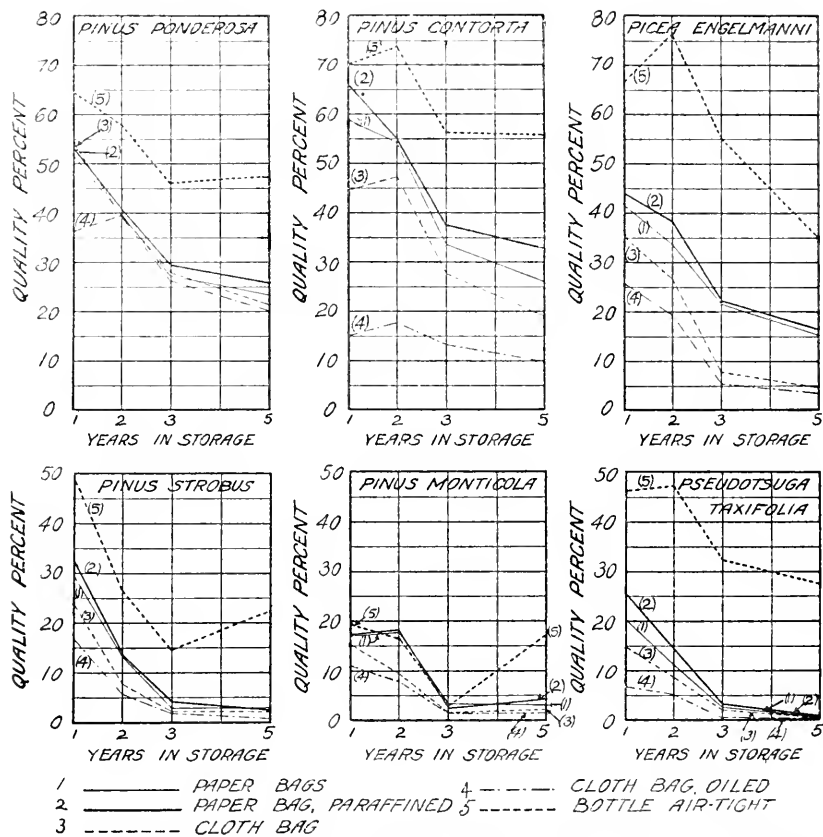 PINUS PONDEROSA
PINUS CONTORTA
PICEA ENGELMANNI
QUALITY PERCENT
80
70
60
50
40
30
20
10
0
(5)
(3)
(2)
(4)
1 2 3 5
YEARS IN STORAGE
QUALITY PERCENT
80
70
60
50
40
30
20
10
0
(5)
(2)
(1)
(3)
(4)
1 2 3 5
YEARS IN STORAGE
QUALITY PERCENT
80
70
60
50
40
30
20
10
0
(5)
(2)
(1)
(3)
(4)
1 2 3 5
YEARS IN STORAGE
PINUS STROBUS
PINUS MONTICOLA
PSEUDOTSUGA
TAXIFOLIA
QUALITY PERCENT
50
40
30
20
10
0
(5)
(2)
(1)
(3)
(4)
1 2 3 5
YEARS IN STORAGE
QUALITY PERCENT
50
40
30
20
10
0
(5)
(1)
(4)
(5)
(2)
(1)
(3)
(4)
1 2 3 5
YEARS IN STORAGE
QUALITY PERCENT
50
40
30
20
10
0
(5)
(2)
(1)
(3)
(4)
(1)
(2)
(3)
(4)
1 2 3 5
YEARS IN STORAGE
1 PAPER BAGS
2 PAPER BAG, PARAFFINED
3 CLOTH BAG
4 CLOTH BAG, OILED
5 BOTTLE AIR-TIGHT